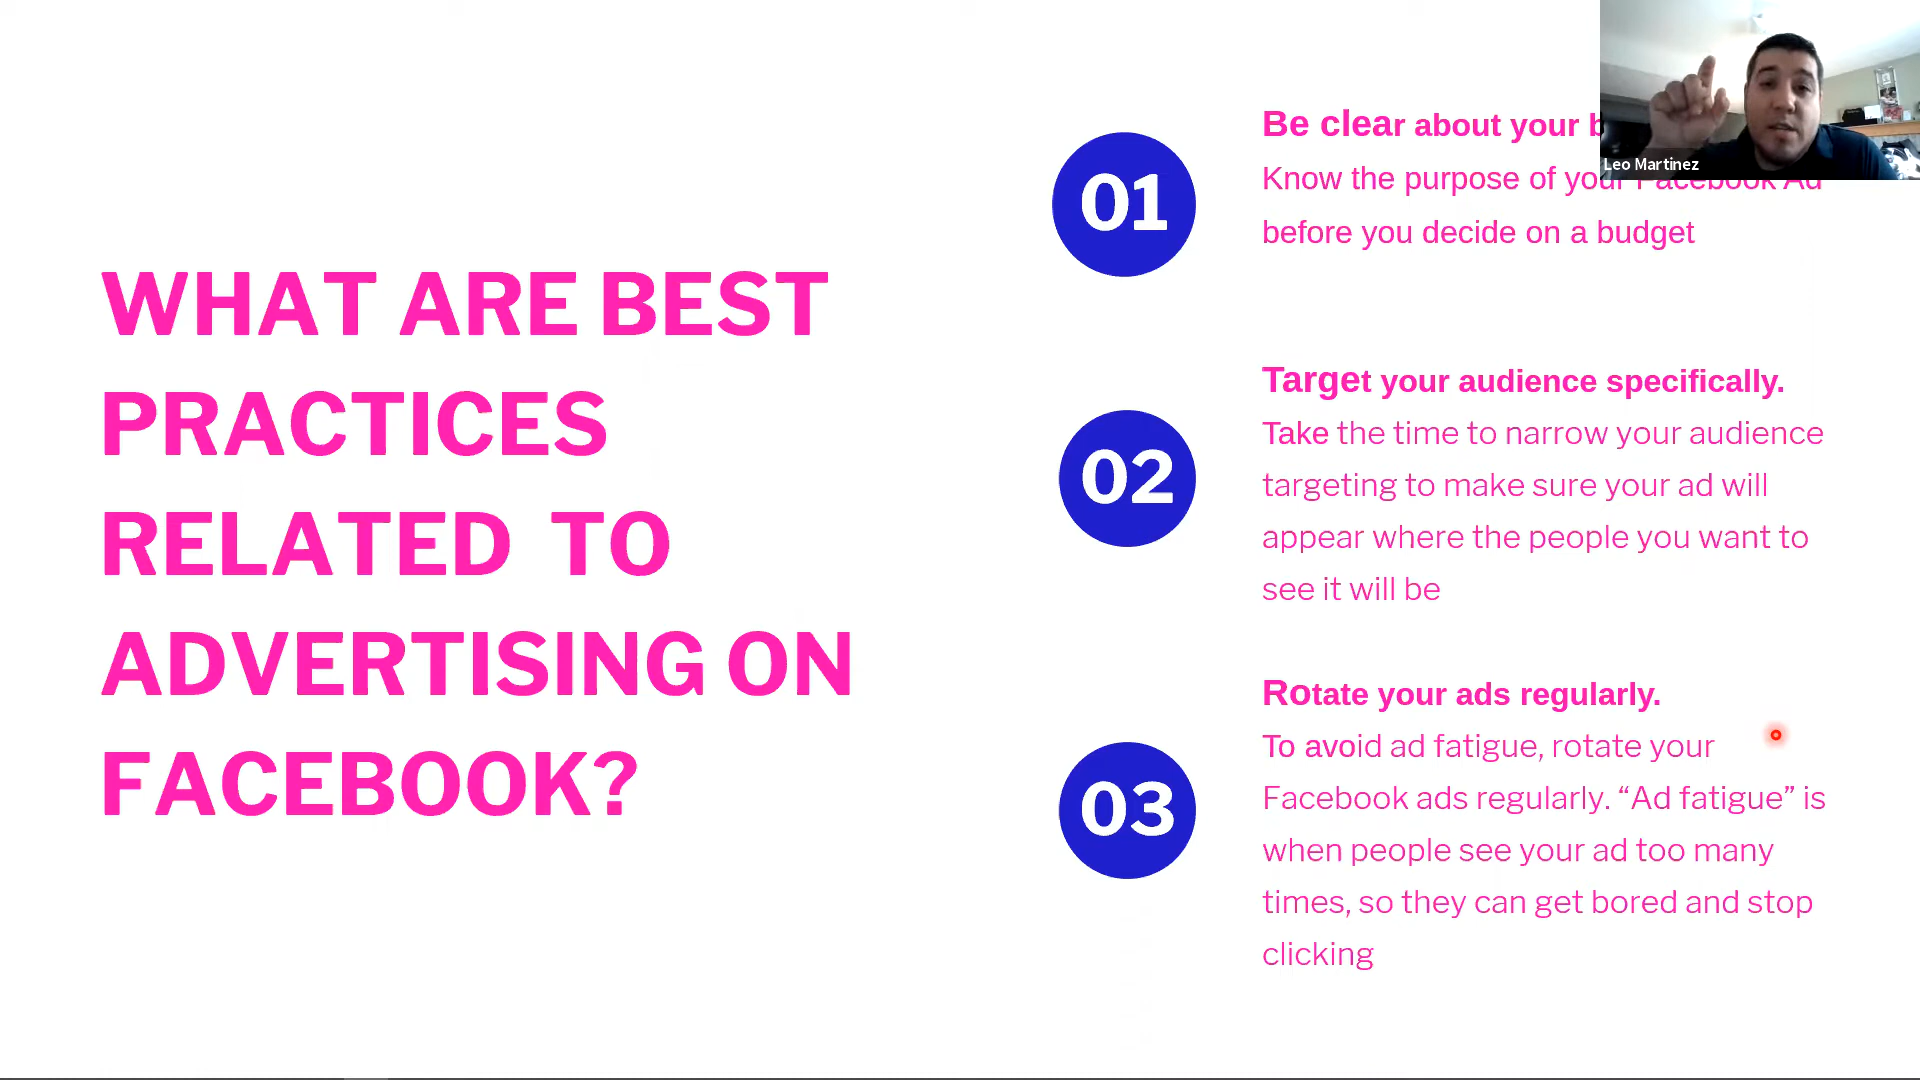 WHAT ARE BEST
PRACTICES
RELATED TO
ADVERTISING ON
FACEBOOK?
01
Be clear about your
Know the purpose of your Facebook Ad
before you decide on a budget
02
Target your audience specifically.
Take the time to narrow your audience
targeting to make sure your ad will
appear where the people you want to
see it will be
03
Rotate your ads regularly.
To avoid ad fatigue, rotate your
Facebook ads regularly. “Ad fatigue” is
when people see your ad too many
times, so they can get bored and stop
clicking
Leo Martinez